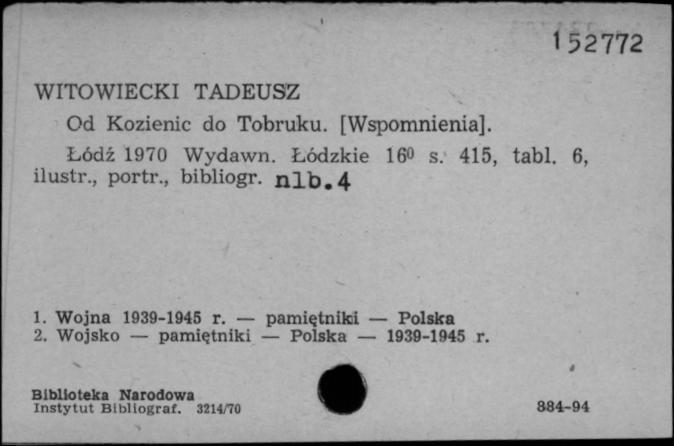 152772
WITOWIECKI TADEUSZ
Od Kozienic do Tobruku. [Wspomnienia].
Łódź 1970 Wydawn. Łódzkie 16⁰ s. 415, tabl. 6,
ilustr., portr., bibliogr. nlb.4
1. Wojna 1939-1945 r. — pamiętniki — Polska
2. Wojsko — pamiętniki — Polska — 1939-1945 r.
Biblioteka Narodowa
Instytut Bibliograf. 3214/70
884-94